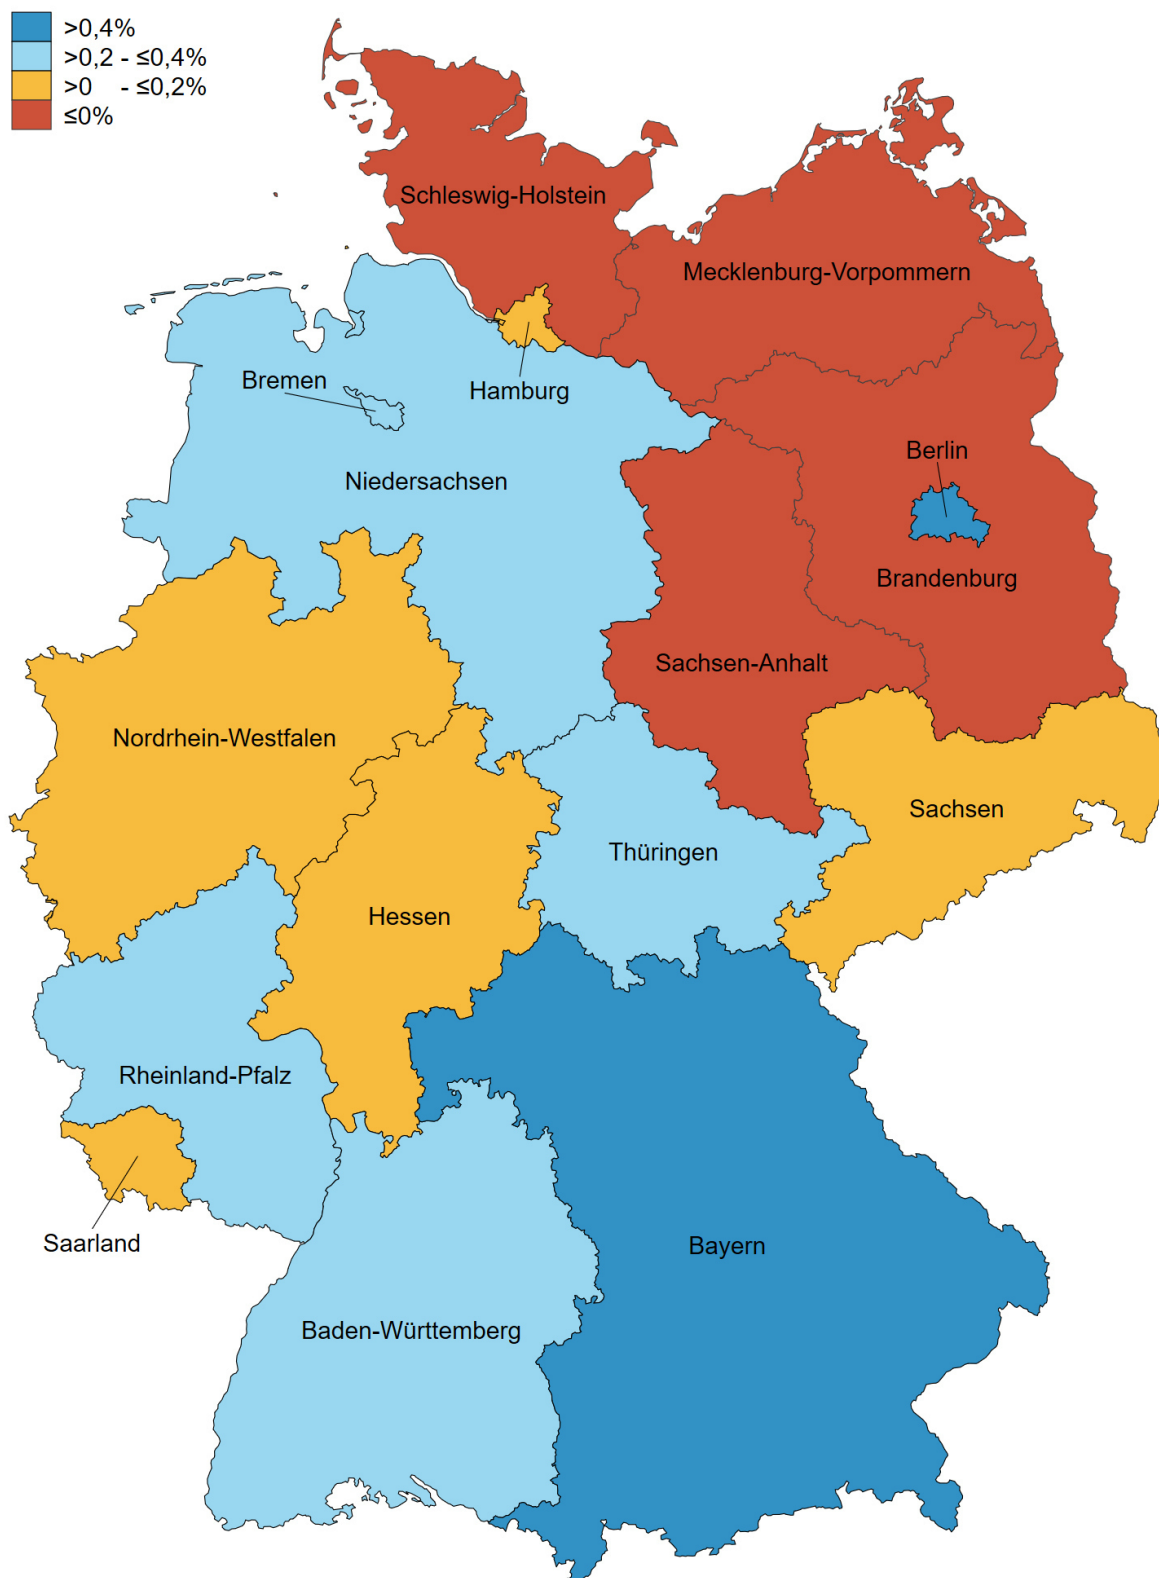 >0,4%
>0,2 - ≤0,4%
>0 - ≤0,2%
≤0%
Schleswig-Holstein
Mecklenburg-Vorpommern
Bremen
Hamburg
Berlin
Niedersachsen
Brandenburg
Sachsen-Anhalt
Nordrhein-Westfalen
Sachsen
Thüringen
Hessen
Rheinland-Pfalz
Saarland
Bayern
Baden-Württemberg